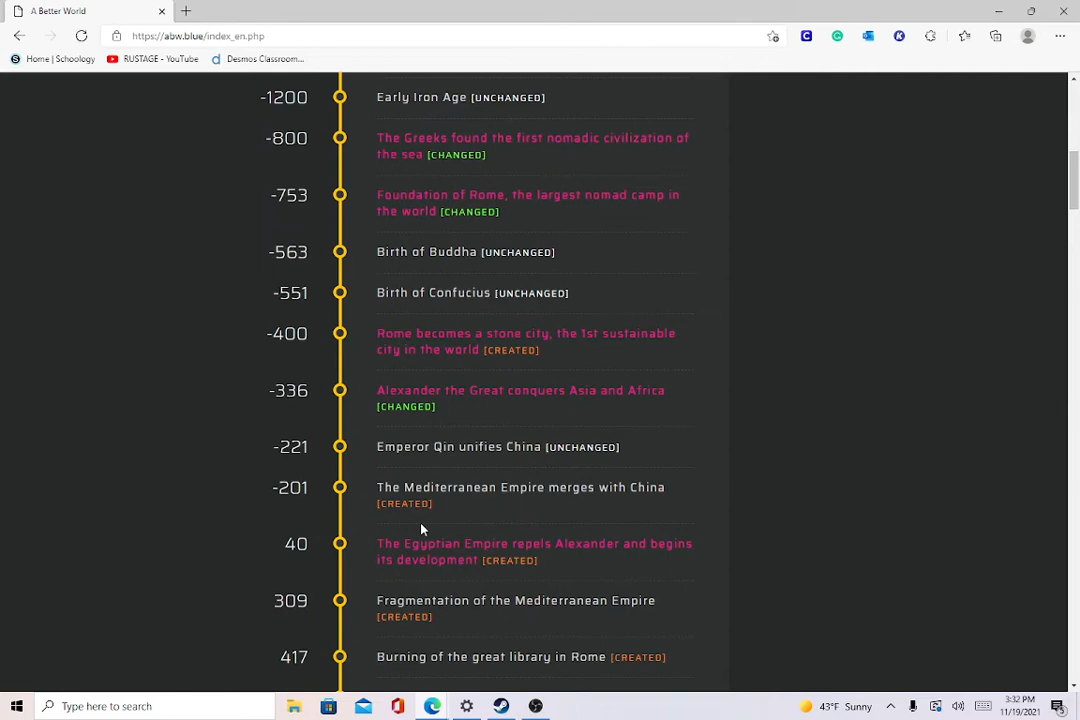 A Better World
https://abw.blue/index_en.php
Home | Schoology
RUSTAGE - YouTube
Desmos Classroom...
-1200
Early Iron Age [UNCHANGED]
-800
The Greeks found the first nomadic civilization of
the sea [CHANGED]
-753
Foundation of Rome, the largest nomad camp in
the world [CHANGED]
-563
Birth of Buddha [UNCHANGED]
-551
Birth of Confucius [UNCHANGED]
-400
Rome becomes a stone city, the 1st sustainable
city in the world [CREATED]
-336
Alexander the Great conquers Asia and Africa
[CHANGED]
-221
Emperor Qin unifies China [UNCHANGED]
-201
The Mediterranean Empire merges with China
[CREATED]
40
The Egyptian Empire repels Alexander and begins
its development [CREATED]
309
Fragmentation of the Mediterranean Empire
[CREATED]
417
Burning of the great library in Rome [CREATED]
Type here to search
43°F Sunny
3:32 PM
11/19/2021